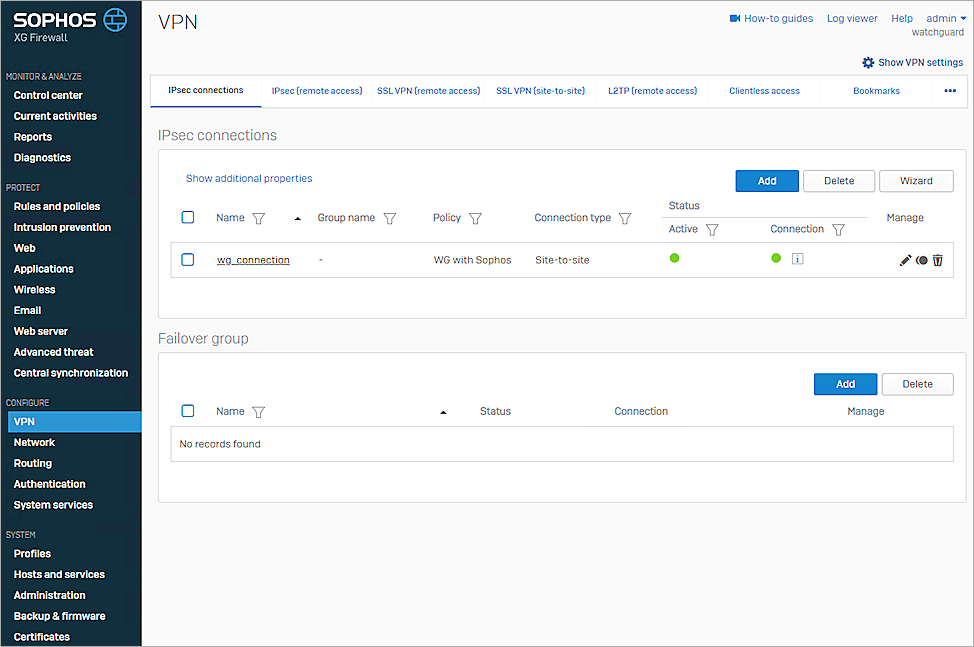 SOPHOS
XG Firewall
MONITOR & ANALYZE
Control center
Current activities
Reports
Diagnostics
PROTECT
Rules and policies
Intrusion prevention
Web
Applications
Wireless
Email
Web server
Advanced threat
Central synchronization
CONFIGURE
VPN
Network
Routing
Authentication
System services
SYSTEM
Profiles
Hosts and services
Administration
Backup & firmware
Certificates
VPN
How-to guides Log viewer Help admin
watchguard
Show VPN settings
IPsec connections IPsec (remote access) SSL VPN (remote access) SSL VPN (site-to-site) L2TP (remote access) Clientless access Bookmarks •••
IPsec connections
Show additional properties Add Delete Wizard
Status
Name Group name Policy Connection type Manage
Active Connection
wg_connection - WG with Sophos Site-to-site i
Failover group
Add Delete
Name Status Connection Manage
No records found